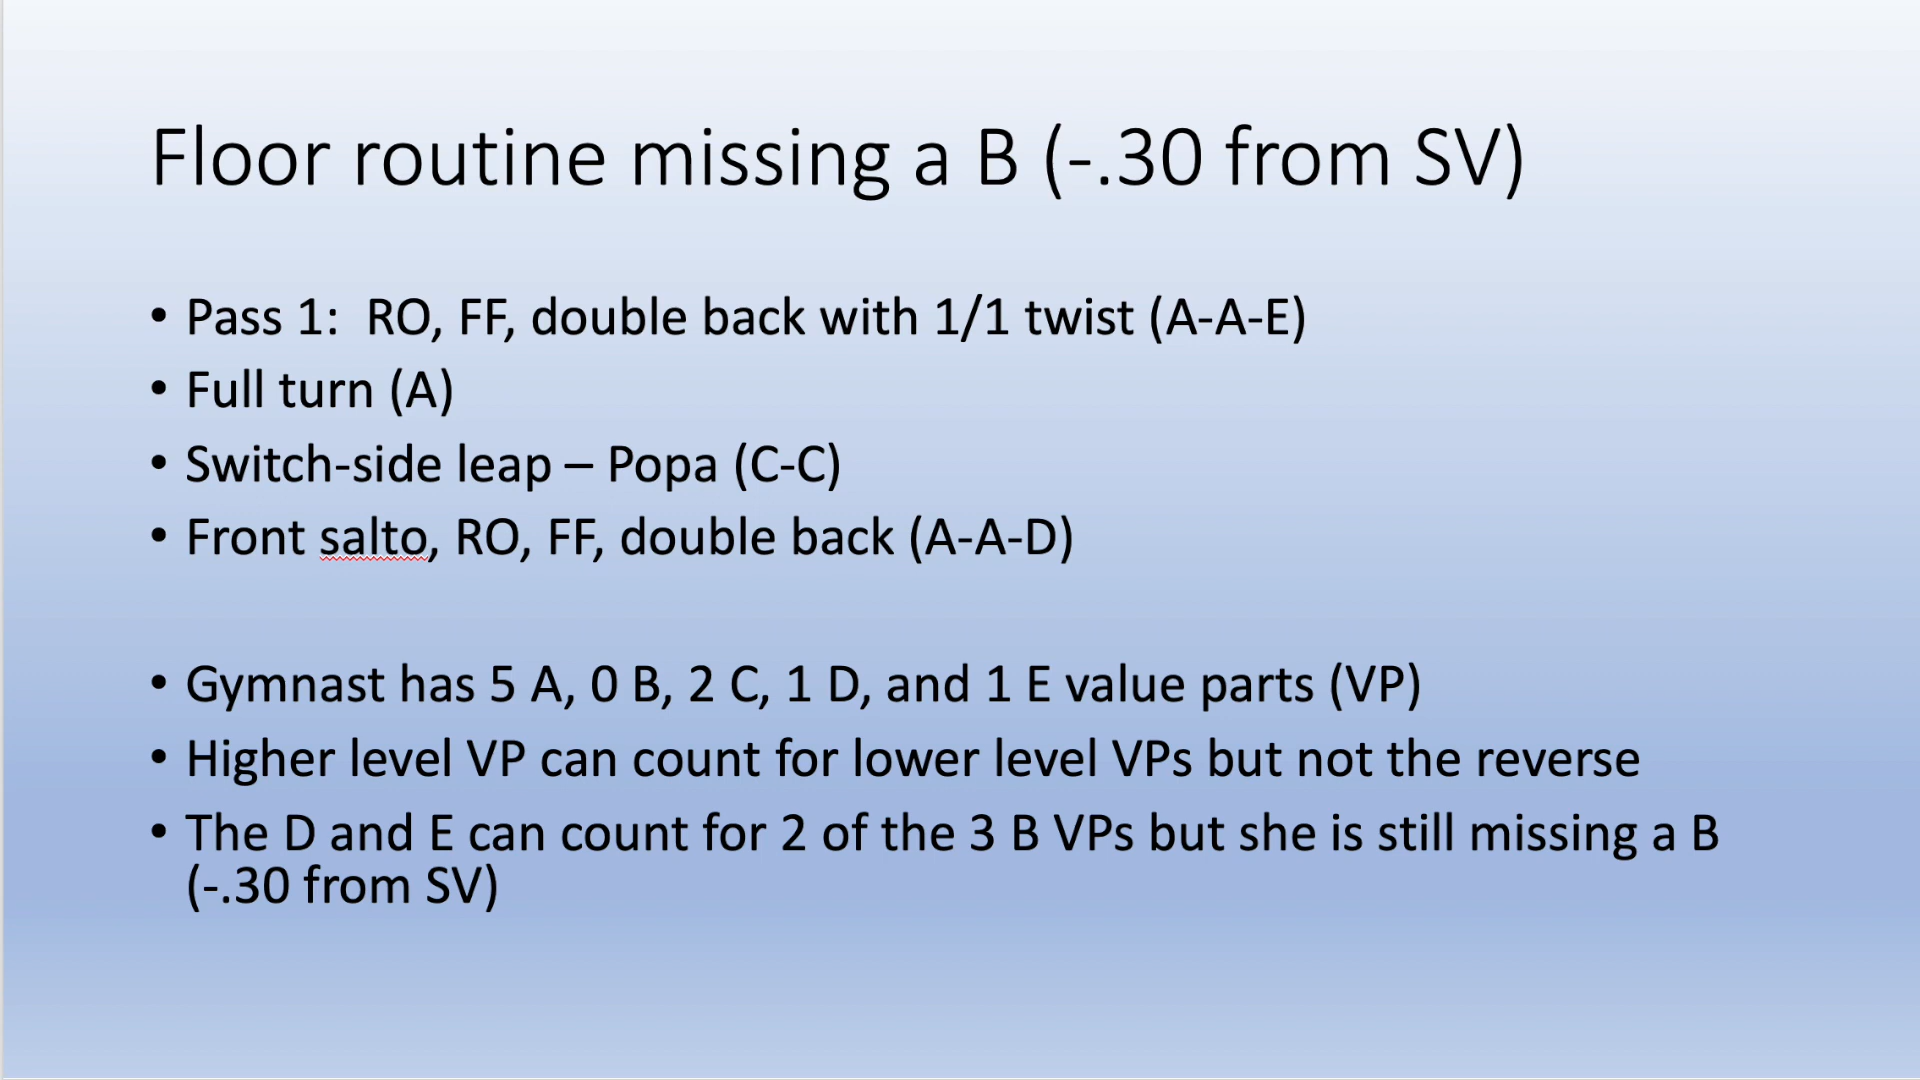 Floor routine missing a B (-.30 from SV)
• Pass 1:  RO, FF, double back with 1/1 twist (A-A-E)
• Full turn (A)
• Switch-side leap – Popa (C-C)
• Front salto, RO, FF, double back (A-A-D)
• Gymnast has 5 A, 0 B, 2 C, 1 D, and 1 E value parts (VP)
• Higher level VP can count for lower level VPs but not the reverse
• The D and E can count for 2 of the 3 B VPs but she is still missing a B
(-.30 from SV)